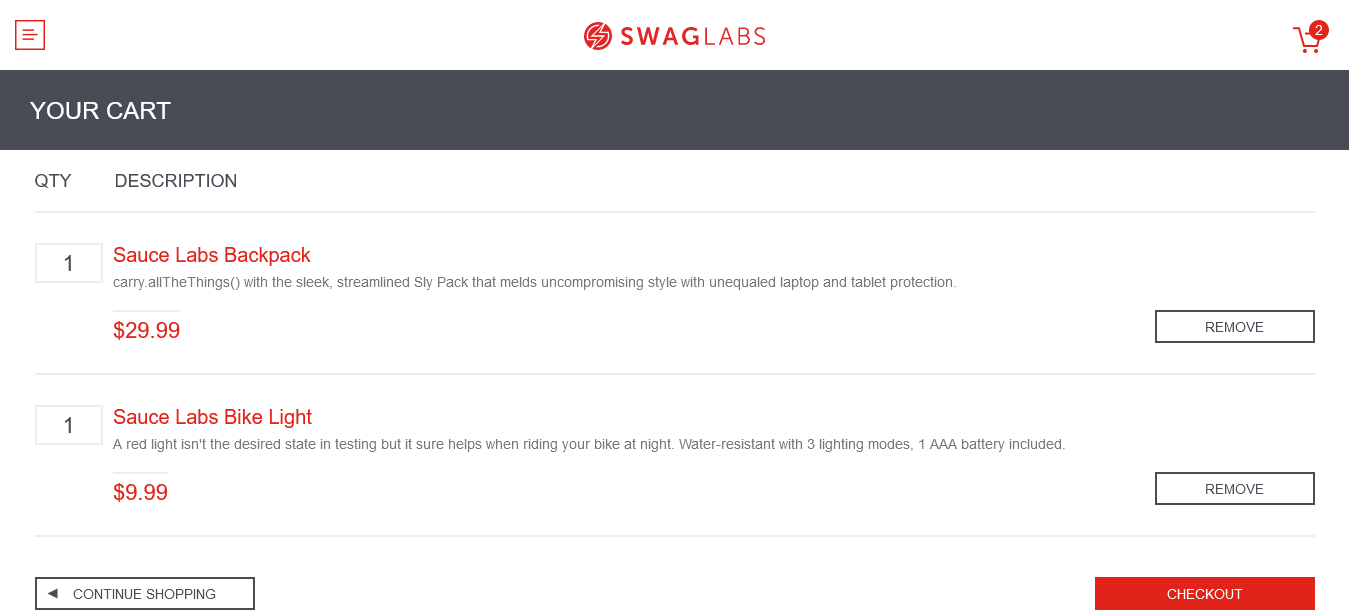 SWAGLABS
2
YOUR CART
QTY DESCRIPTION
1 Sauce Labs Backpack
carry.allTheThings() with the sleek, streamlined Sly Pack that melds uncompromising style with unequaled laptop and tablet protection.
$29.99 REMOVE
1 Sauce Labs Bike Light
A red light isn't the desired state in testing but it sure helps when riding your bike at night. Water-resistant with 3 lighting modes, 1 AAA battery included.
$9.99 REMOVE
CONTINUE SHOPPING CHECKOUT